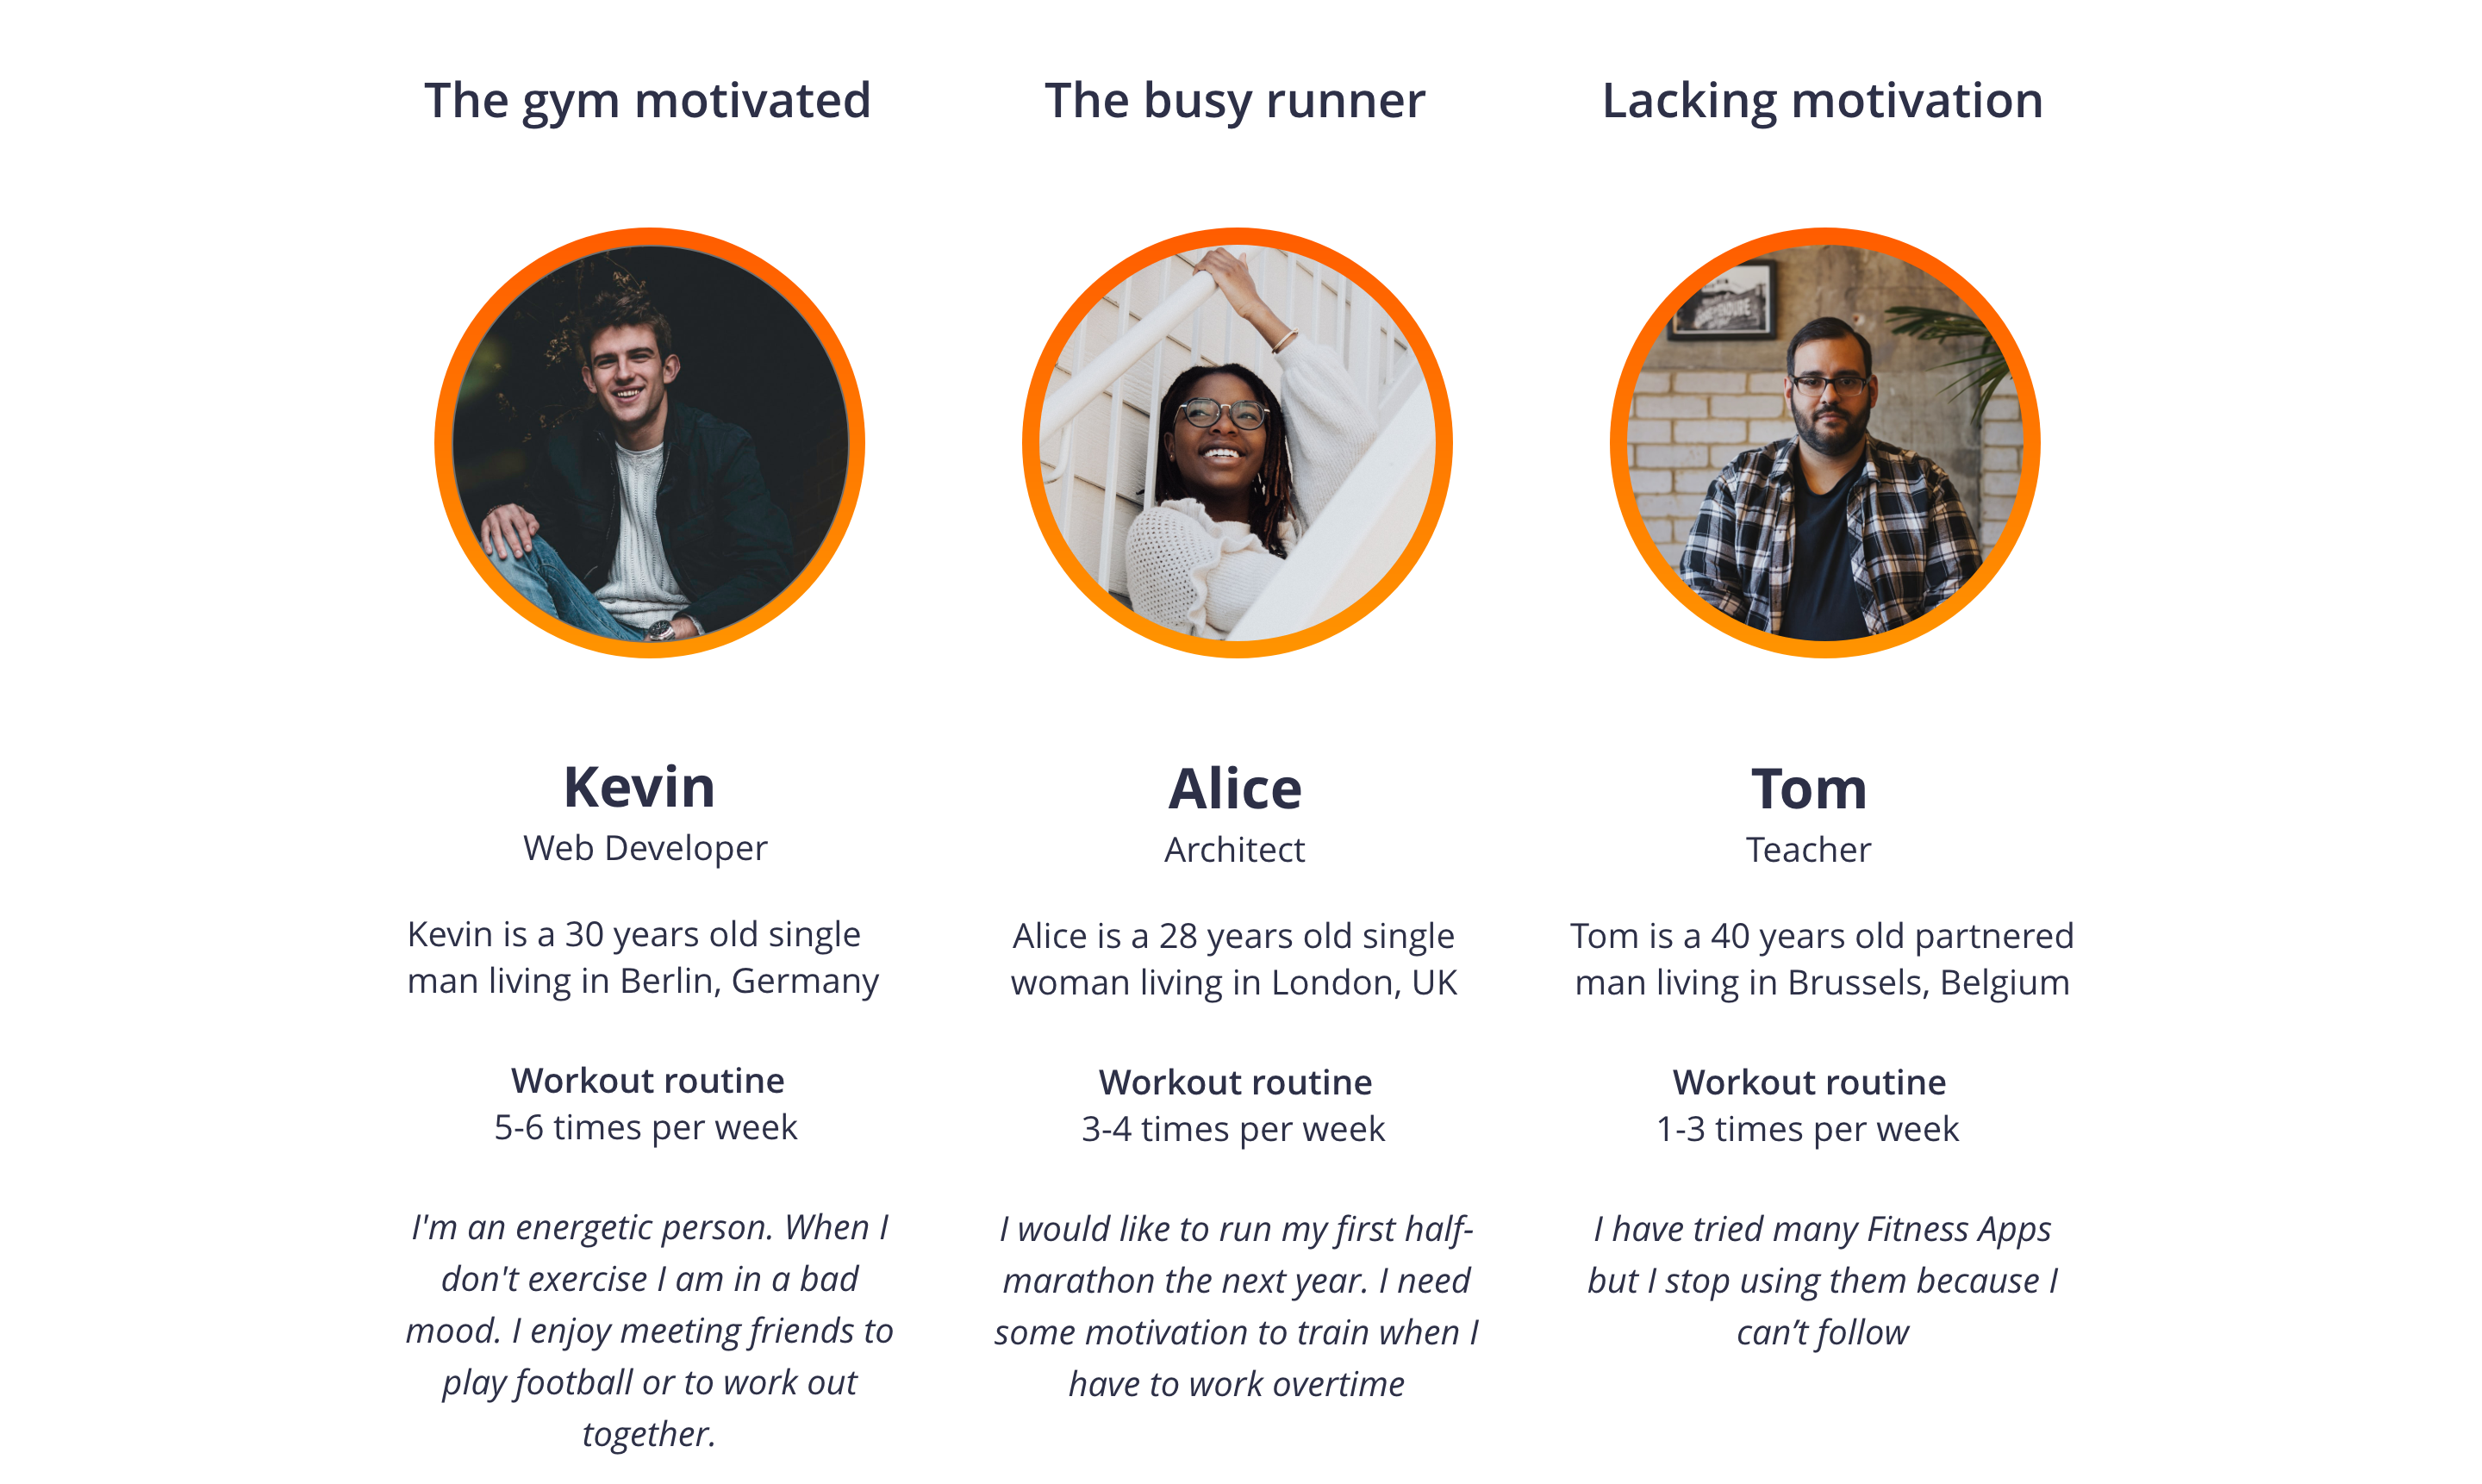 The gym motivated
Kevin
Web Developer
Kevin is a 30 years old single
man living in Berlin, Germany
Workout routine
5-6 times per week
I'm an energetic person. When I
don't exercise I am in a bad
mood. I enjoy meeting friends to
play football or to work out
together.
The busy runner
Alice
Architect
Alice is a 28 years old single
woman living in London, UK
Workout routine
3-4 times per week
I would like to run my first half-
marathon the next year. I need
some motivation to train when I
have to work overtime
Lacking motivation
Tom
Teacher
Tom is a 40 years old partnered
man living in Brussels, Belgium
Workout routine
1-3 times per week
I have tried many Fitness Apps
but I stop using them because I
can’t follow